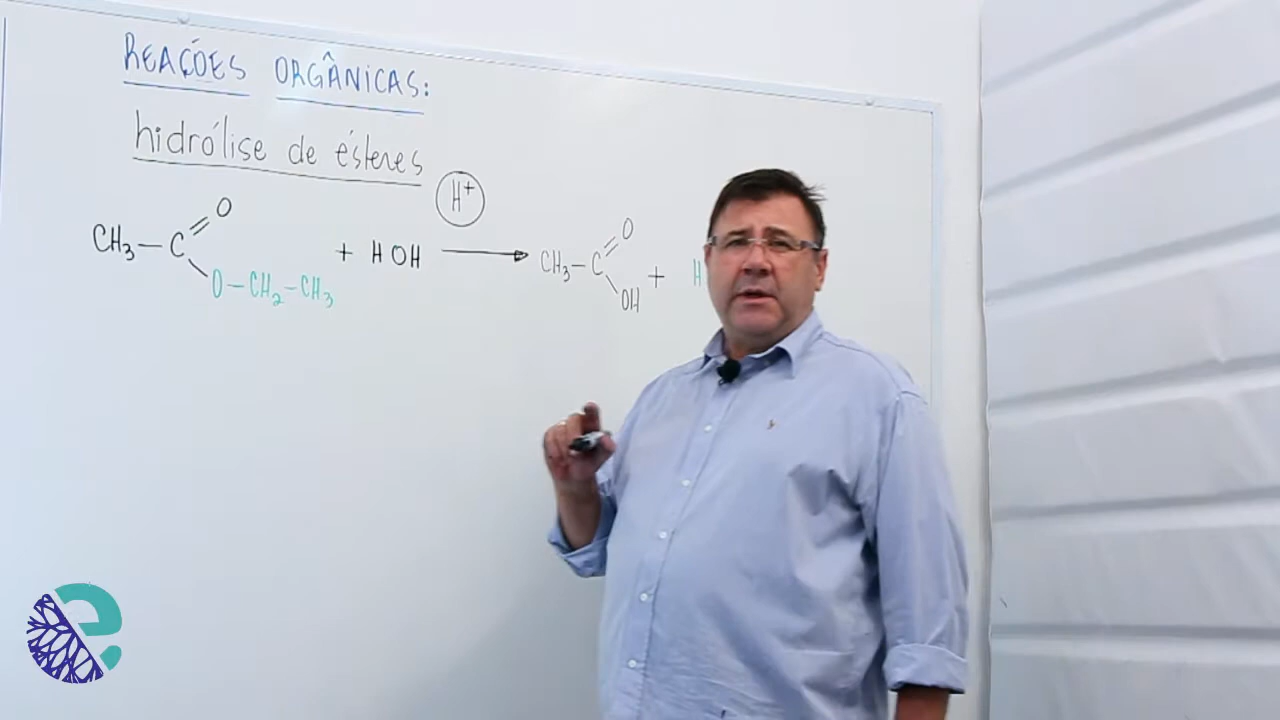 REAÇÕES ORGÂNICAS:
hidrólise de ésteres
H+
CH3 — C = O
O — CH2 — CH3
+ HOH → CH3 — C = O
OH
+ H